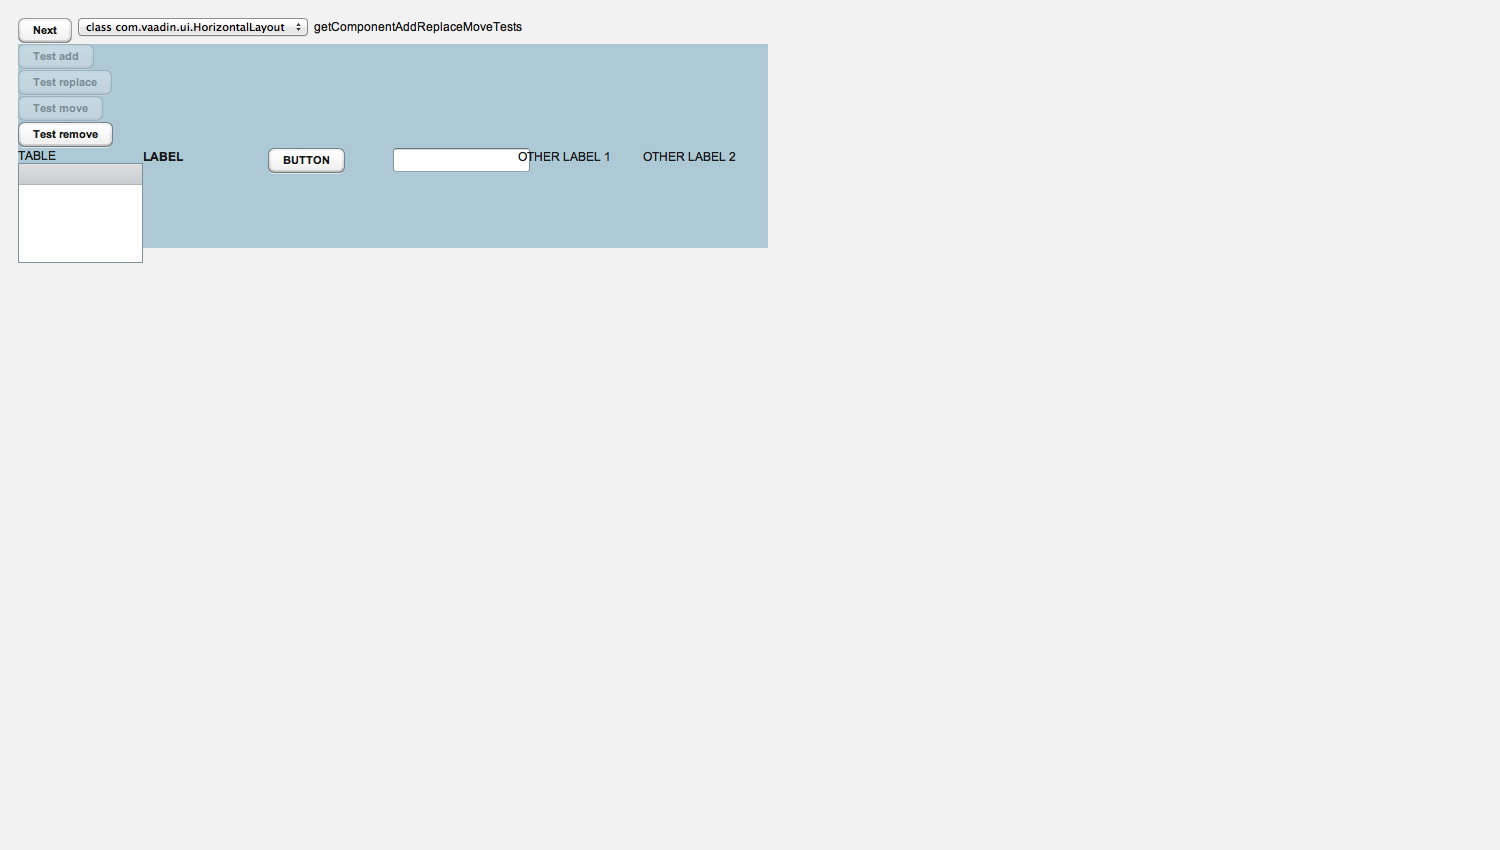 Next class com.vaadin.ui.HorizontalLayout getComponentAddReplaceMoveTests
Test add
Test replace
Test move
Test remove
TABLE LABEL BUTTON OTHER LABEL 1 OTHER LABEL 2